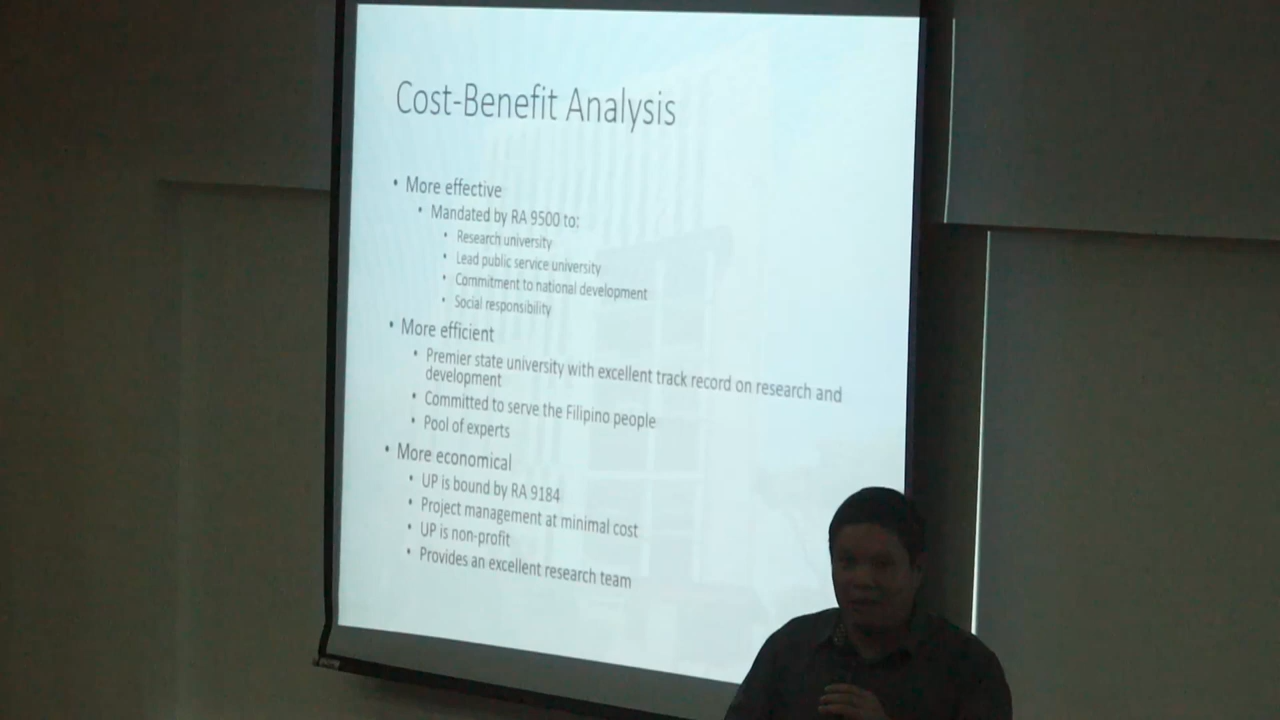 Cost-Benefit Analysis
• More effective
• Mandated by RA 9500 to:
• Research university
• Lead public service university
• Commitment to national development
• Social responsibility
• More efficient
• Premier state university with excellent track record on research and
development
• Committed to serve the Filipino people
• Pool of experts
• More economical
• UP is bound by RA 9184
• Project management at minimal cost
• UP is non-profit
• Provides an excellent research team